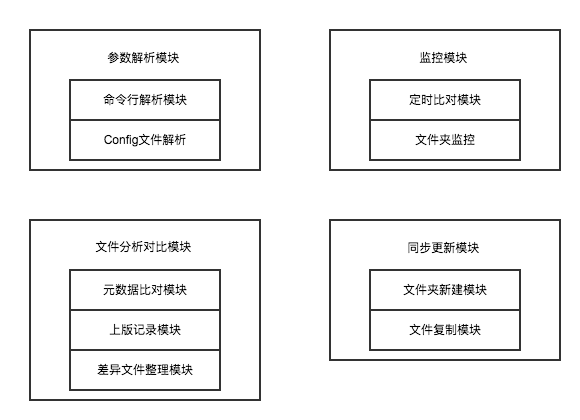 参数解析模块
命令行解析模块
Config文件解析
监控模块
定时比对模块
文件夹监控
文件分析对比模块
元数据比对模块
上版记录模块
差异文件整理模块
同步更新模块
文件夹新建模块
文件复制模块